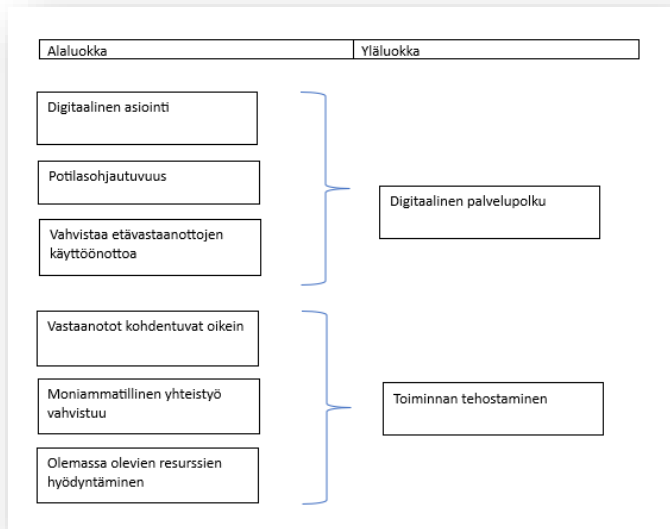 Alaluokka
Yläluokka
Digitaalinen asiointi
Potilasohjautuvuus
Vahvistaa etävastaanottojen
käyttöönottoa
Digitaalinen palvelupolku
Vastaanotot kohdentuvat oikein
Moniammatillinen yhteistyö
vahvistuu
Olemassa olevien resurssien
hyödyntäminen
Toiminnan tehostaminen